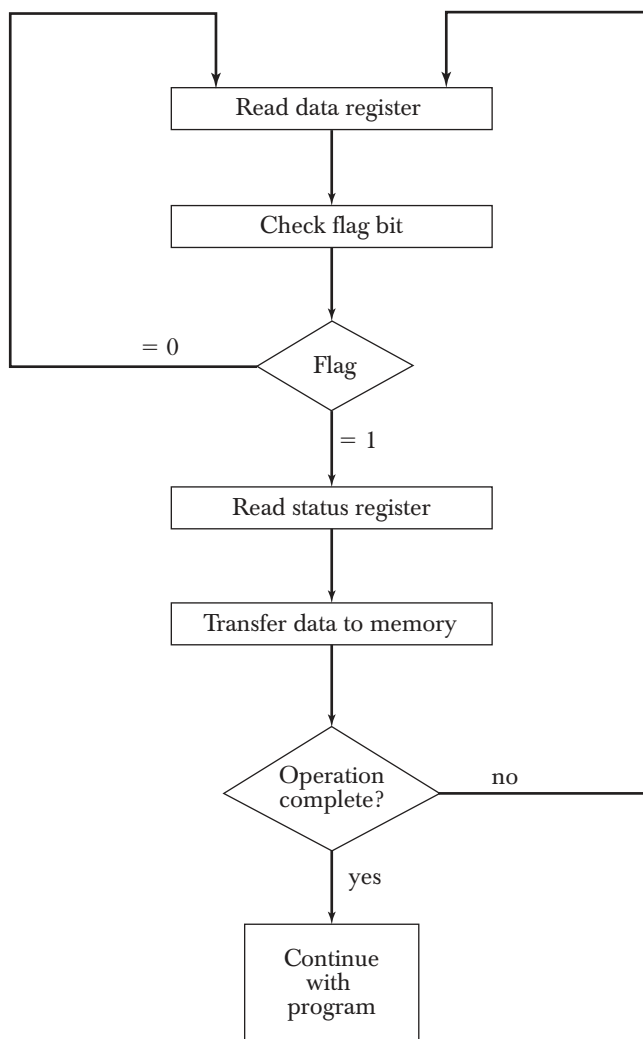 Read data register
Check flag bit
= 0
Flag
= 1
Read status register
Transfer data to memory
Operation
complete?
no
yes
Continue
with
program